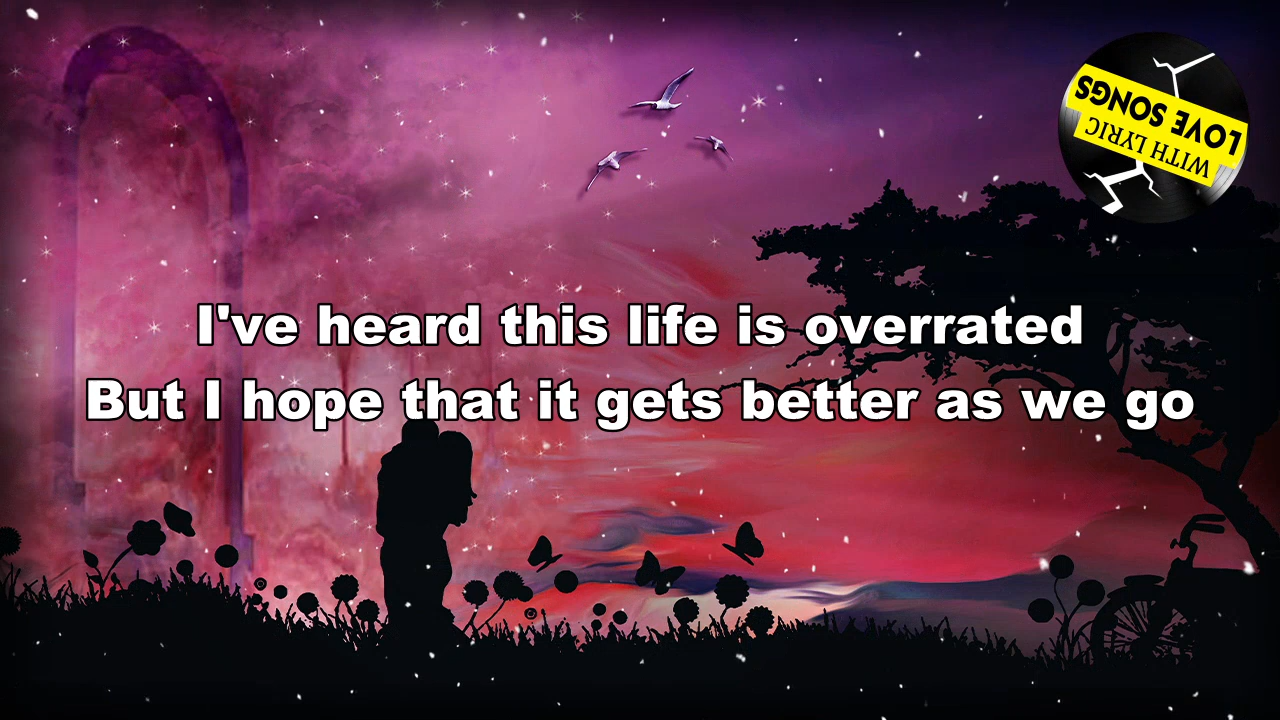 I've heard this life is overrated
But I hope that it gets better as we go
LOVE SONGS
WITH LYRIC